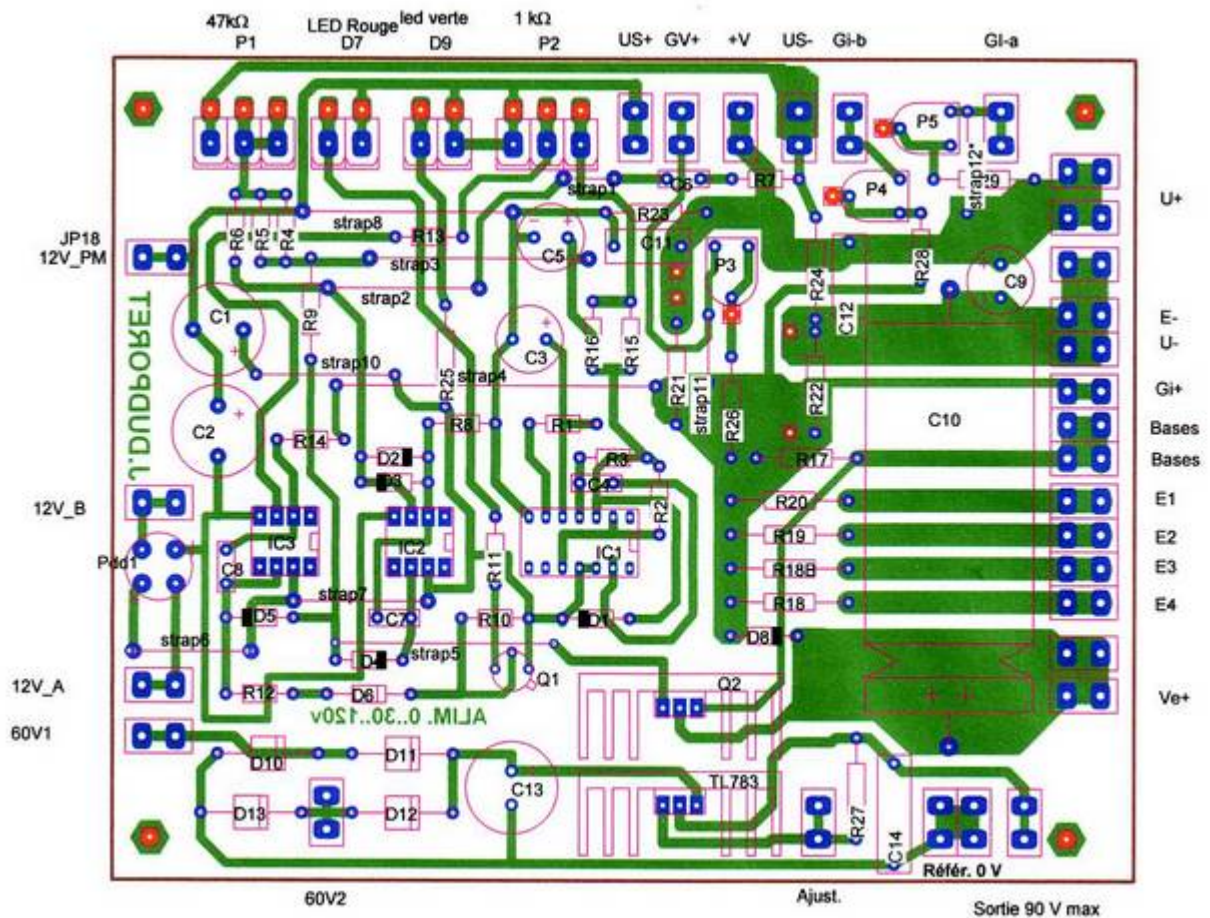 47kΩ LED Rouge led verte 1 kΩ
P1 D7 D9 P2 US+ GV+ +V US- Gi-b GI-a
P5
strap12*
R9
U+
P4
strap1 C6 R7
R6 R5 R4
strap8 R13 C5 R23 C11
JP18
12V_PM
strap3 P3 R24 R28 C9
strap2
J.DUPORET
C1 R9 C3 R16 R15 C12
E-
U-
strap10 strap4 R25 R21 strap11 R26 R22
Gi+
C2 R14 R8 R1 C10
Bases
D2 R3 R17 Bases
D3 C4 R2
12V_B
R20 E1
Pdd1 IC3 IC2 R11 IC1 R19 E2
C8 R18B E3
strap7 R18 E4
D5 C7 R10 D1
strap6 strap5 D8
D4
12V_A Q1 Q2
R12 D6 Ve+
ALIM. 0..30..120v
60V1
D10 D11 C13 TL783
D13 D12 R27 C14
Référ. 0 V
60V2 Ajust. Sortie 90 V max